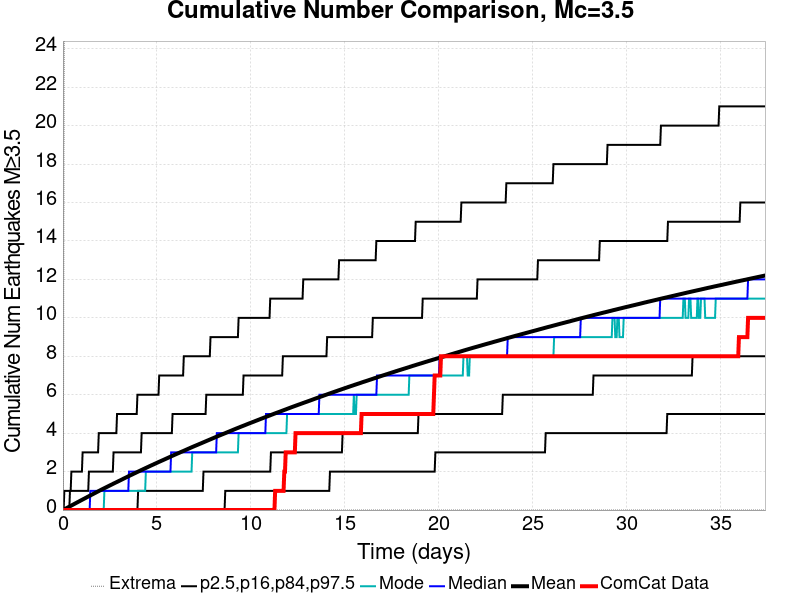 Cumulative Number Comparison, Mc=3.5
Cumulative Num Earthquakes M≥3.5
24
22
20
18
16
14
12
10
8
6
4
2
0
0 5 10 15 20 25 30 35
Time (days)
Extrema p2.5,p16,p84,p97.5 Mode Median Mean ComCat Data